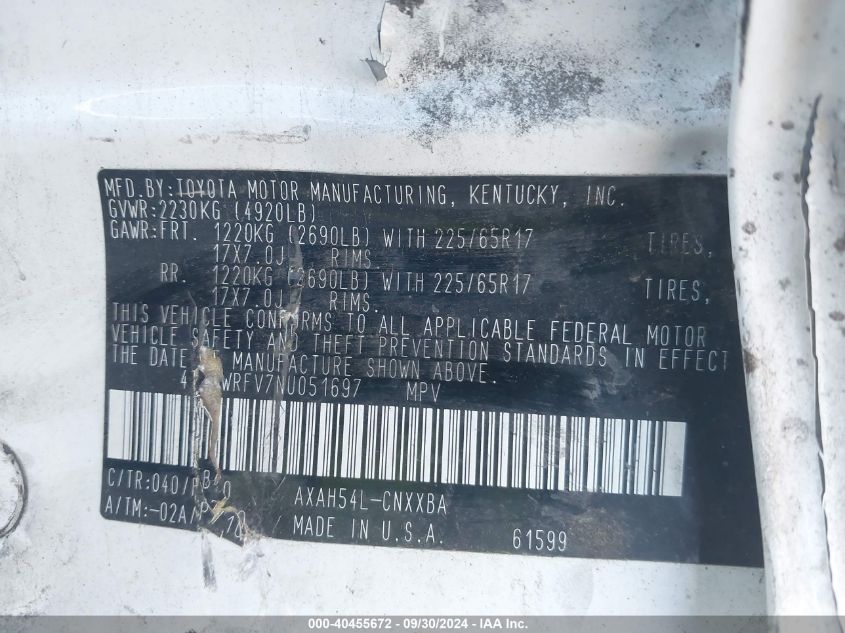 MFD.BY:TOYOTA MOTOR MANUFACTURING, KENTUCKY, INC.
GVWR:2230KG (4920LB)
GAWR:FRT. 1220KG (2690LB) WITH 225/65R17 TIRES,
17X7.0J RIMS.
RR. 1220KG (2690LB) WITH 225/65R17 TIRES,
17X7.0J RIMS.
THIS VEHICLE CONFORMS TO ALL APPLICABLE FEDERAL MOTOR
VEHICLE SAFETY AND THEFT PREVENTION STANDARDS IN EFFECT
THE DATE MANUFACTURE SHOWN ABOVE.
4 WRFV7NU051697 MPV
C/TR:040/ AXAH54L-CNXXBA
A/TM:-02A/ MADE IN U.S.A. 61599
000-40455672 - 09/30/2024 - IAA Inc.